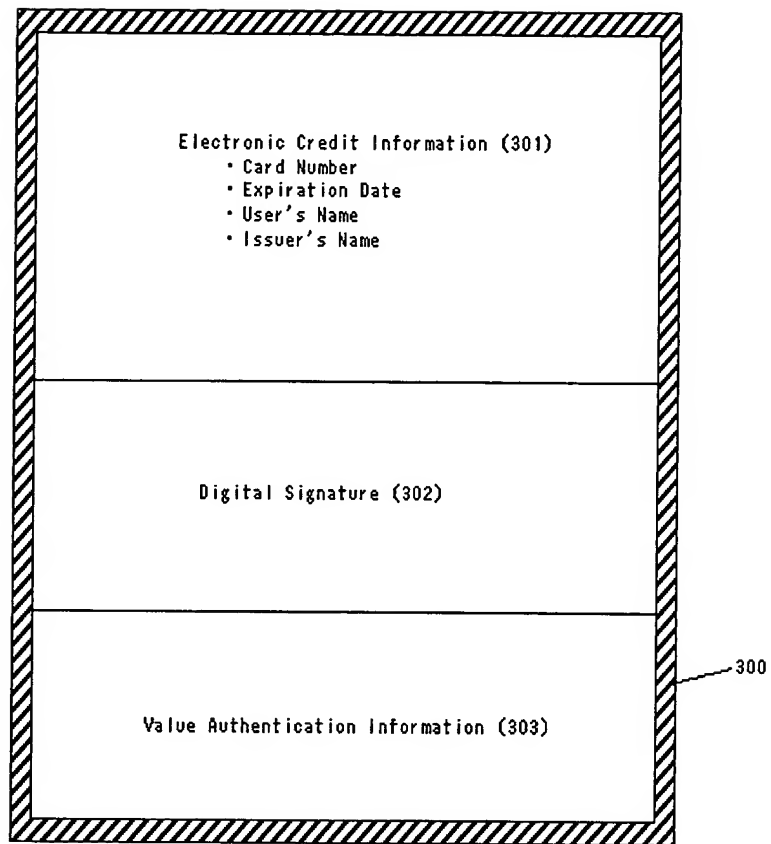 Electronic Credit Information (301)
・Card Number
・Expiration Date
・User's Name
・Issuer's Name
Digital Signature (302)
300
Value Authentication Information (303)